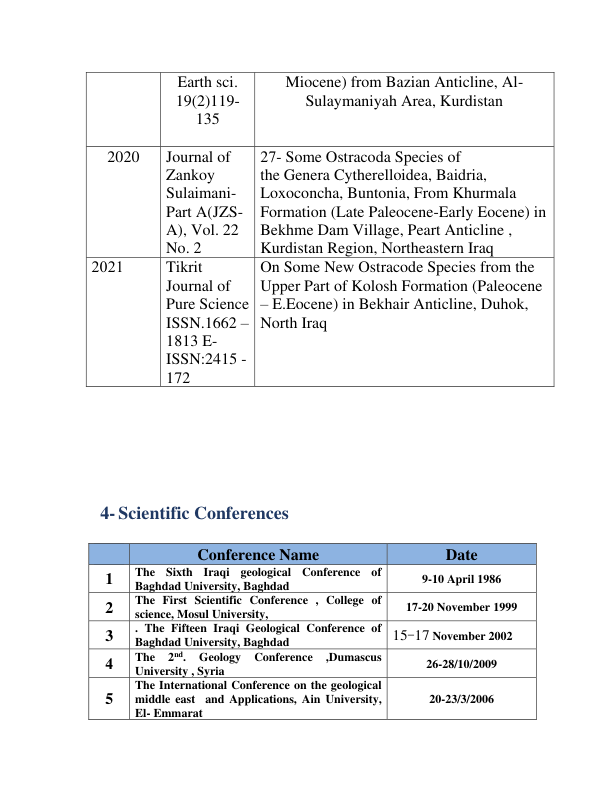 Earth sci.
19(2)119-
135
Miocene) from Bazian Anticline, Al-
Sulaymaniyah Area, Kurdistan
2020
Journal of
Zankoy
Sulaimani-
Part A(JZS-
A), Vol. 22
No. 2
27- Some Ostracoda Species of
the Genera Cytherelloidea, Baidria,
Loxoconcha, Buntonia, From Khurmala
Formation (Late Paleocene-Early Eocene) in
Bekhme Dam Village, Peart Anticline ,
Kurdistan Region, Northeastern Iraq
2021
Tikrit
Journal of
Pure Science
ISSN.1662 –
1813 E-
ISSN:2415 -
172
On Some New Ostracode Species from the
Upper Part of Kolosh Formation (Paleocene
– E.Eocene) in Bekhair Anticline, Duhok,
North Iraq
4- Scientific Conferences
Conference Name Date
1
The Sixth Iraqi geological Conference of
Baghdad University, Baghdad
9-10 April 1986
2
The First Scientific Conference , College of
science, Mosul University,
17-20 November 1999
3
. The Fifteen Iraqi Geological Conference of
Baghdad University, Baghdad
15-17 November 2002
4
The 2nd. Geology Conference ,Dumascus
University , Syria
26-28/10/2009
5
The International Conference on the geological
middle east and Applications, Ain University,
El- Emmarat
20-23/3/2006